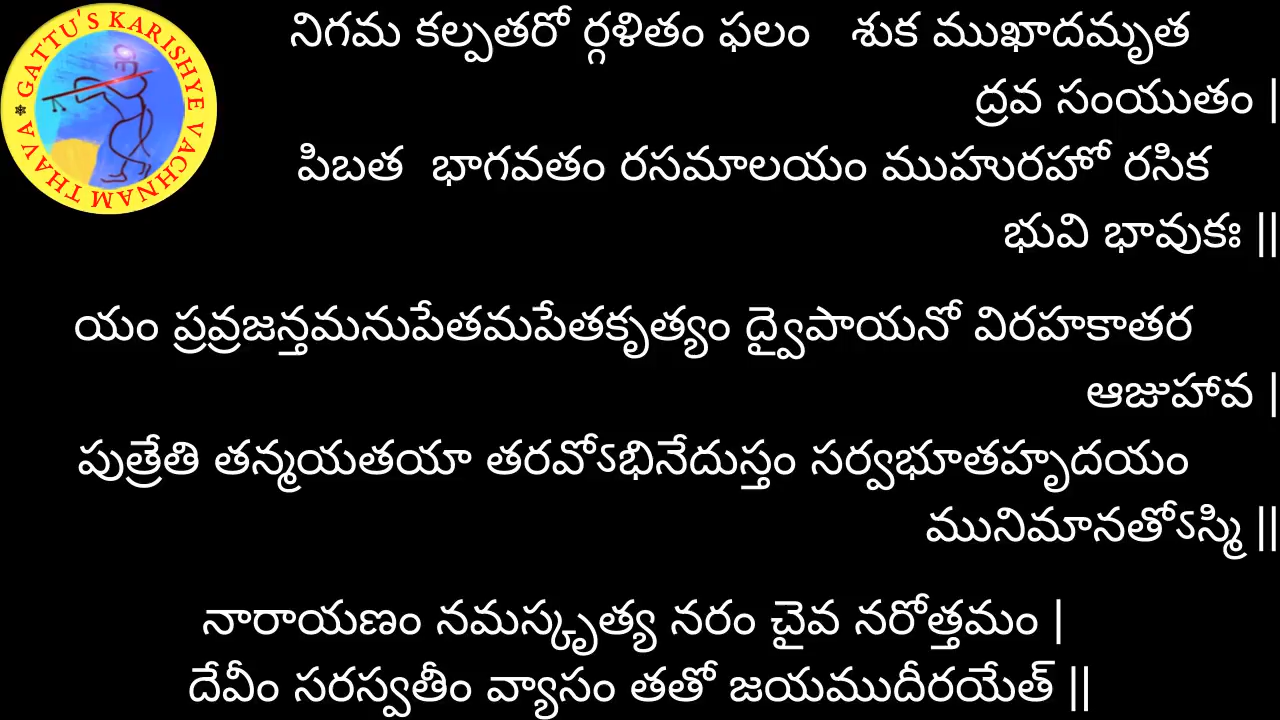 GATTU'S KARISHYE VACHNAM THAVA
నిగమ కల్పతరో ర్గళితం ఫలం శుక ముఖాదమృత
ద్రవ సంయుతం |
పిబత భాగవతం రసమాలయం ముహురహో రసిక
భువి భావుకః ||
యం ప్రవ్రజన్తమనుపేతమపేతకృత్యం ద్వైపాయనో విరహకాతర
ఆజుహావ |
పుత్రేతి తన్మయతయా తరవోఽభినేదుస్తం సర్వభూతహృదయం
మునిమానతోఽస్మి ||
నారాయణం నమస్కృత్య నరం చైవ నరోత్తమం |
దేవీం సరస్వతీం వ్యాసం తతో జయముదీరయేత్ ||